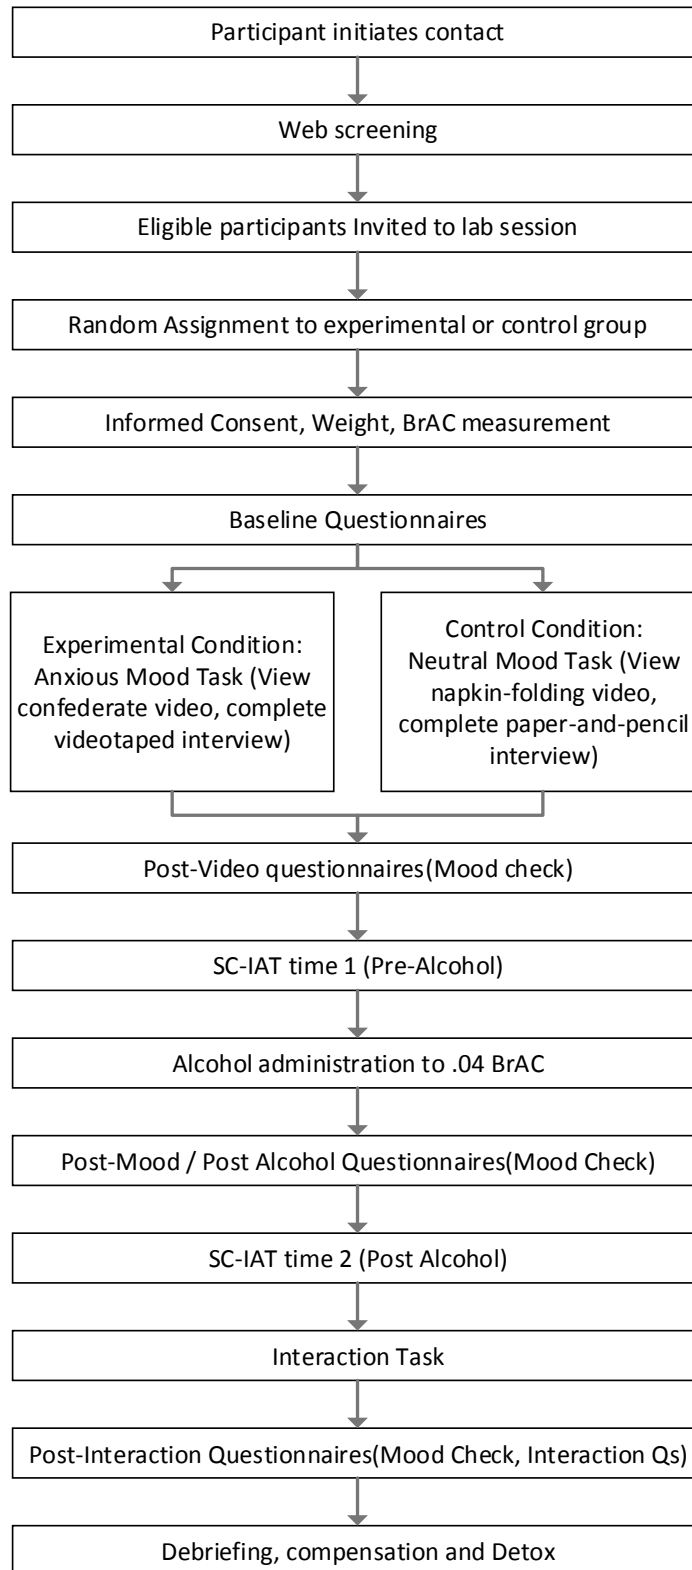 Participant initiates contact
Web screening
Eligible participants Invited to lab session
Random Assignment to experimental or control group
Informed Consent, Weight, BrAC measurement
Baseline Questionnaires
Experimental Condition:
Anxious Mood Task (View
confederate video, complete
videotaped interview)
Control Condition:
Neutral Mood Task (View
napkin-folding video,
complete paper-and-pencil
interview)
Post-Video questionnaires(Mood check)
SC-IAT time 1 (Pre-Alcohol)
Alcohol administration to .04 BrAC
Post-Mood / Post Alcohol Questionnaires(Mood Check)
SC-IAT time 2 (Post Alcohol)
Interaction Task
Post-Interaction Questionnaires(Mood Check, Interaction Qs)
Debriefing, compensation and Detox